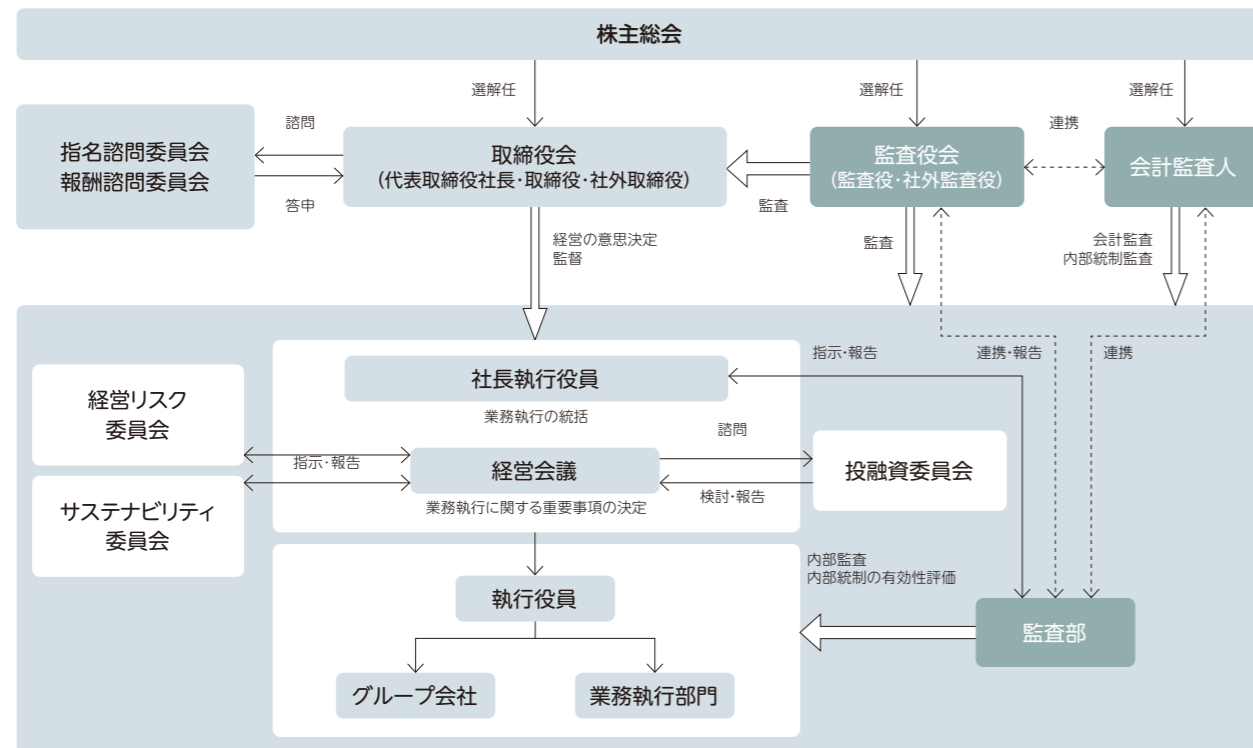 株主総会
選解任
選解任
選解任
指名諮問委員会
報酬諮問委員会
諮問
答申
取締役会
(代表取締役社長・取締役・社外取締役)
監査
監査役会
(監査役・社外監査役)
連携
会計監査人
経営の意思決定
監督
監査
会計監査
内部統制監査
経営リスク
委員会
サステナビリティ
委員会
指示・報告
社長執行役員
業務執行の統括
経営会議
業務執行に関する重要事項の決定
諮問
検討・報告
投融資委員会
指示・報告
連携・報告
連携
執行役員
グループ会社
業務執行部門
内部監査
内部統制の有効性評価
監査部